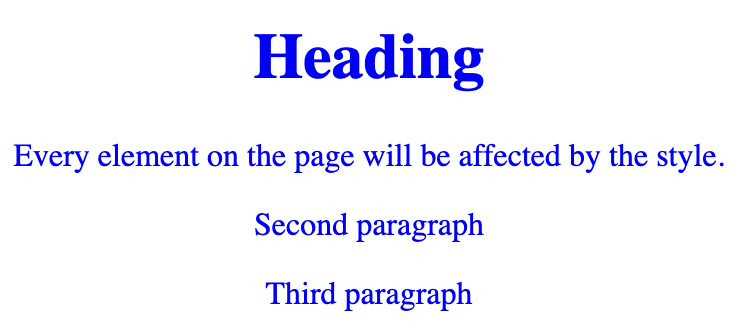 Heading
Every element on the page will be affected by the style.
Second paragraph
Third paragraph